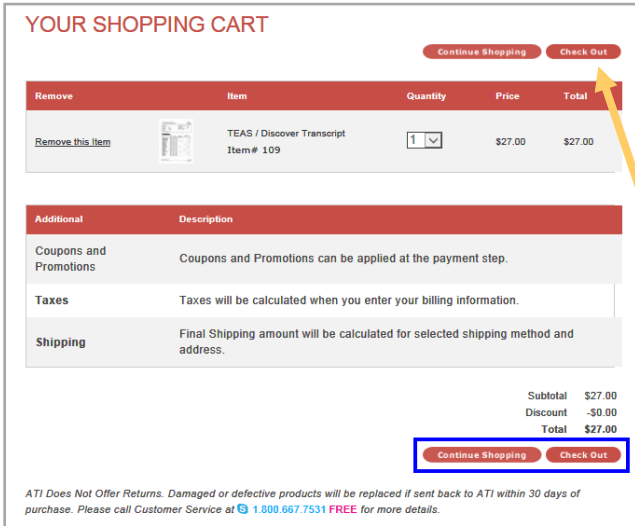 YOUR SHOPPING CART
Continue Shopping Check Out
Remove Item Quantity Price Total
Remove this Item TEAS / Discover Transcript 1 $27.00 $27.00
Item# 109
Additional Description
Coupons and Promotions Coupons and Promotions can be applied at the payment step.
Taxes Taxes will be calculated when you enter your billing information.
Shipping Final Shipping amount will be calculated for selected shipping method and
address.
Subtotal $27.00
Discount -$0.00
Total $27.00
Continue Shopping Check Out
ATI Does Not Offer Returns. Damaged or defective products will be replaced if sent back to ATI within 30 days of
purchase. Please call Customer Service at 1.800.667.7531 FREE for more details.